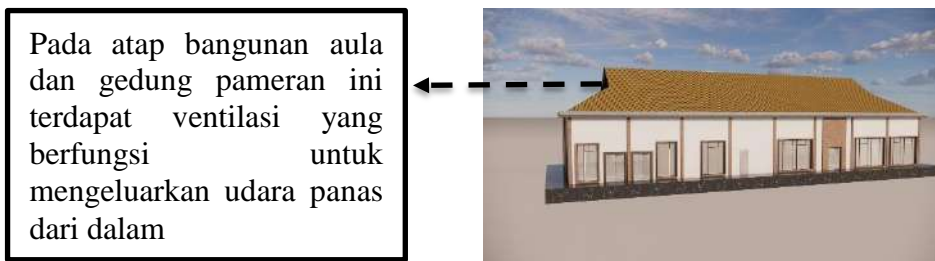 Pada atap bangunan aula
dan gedung pameran ini
terdapat ventilasi yang
berfungsi untuk
mengeluarkan udara panas
dari dalam